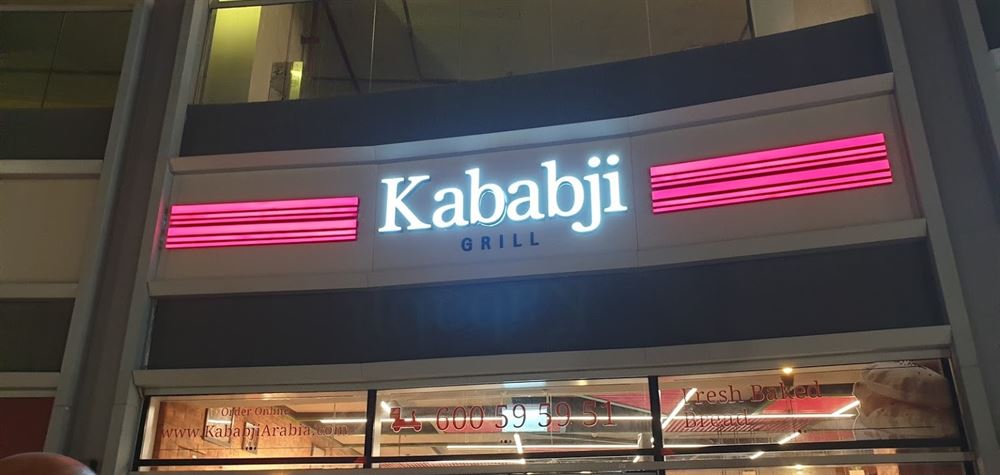 Kababji
GRILL
Order Online
www.KababjiArabia.com
600 59 59 51
Fresh Baked
Bread